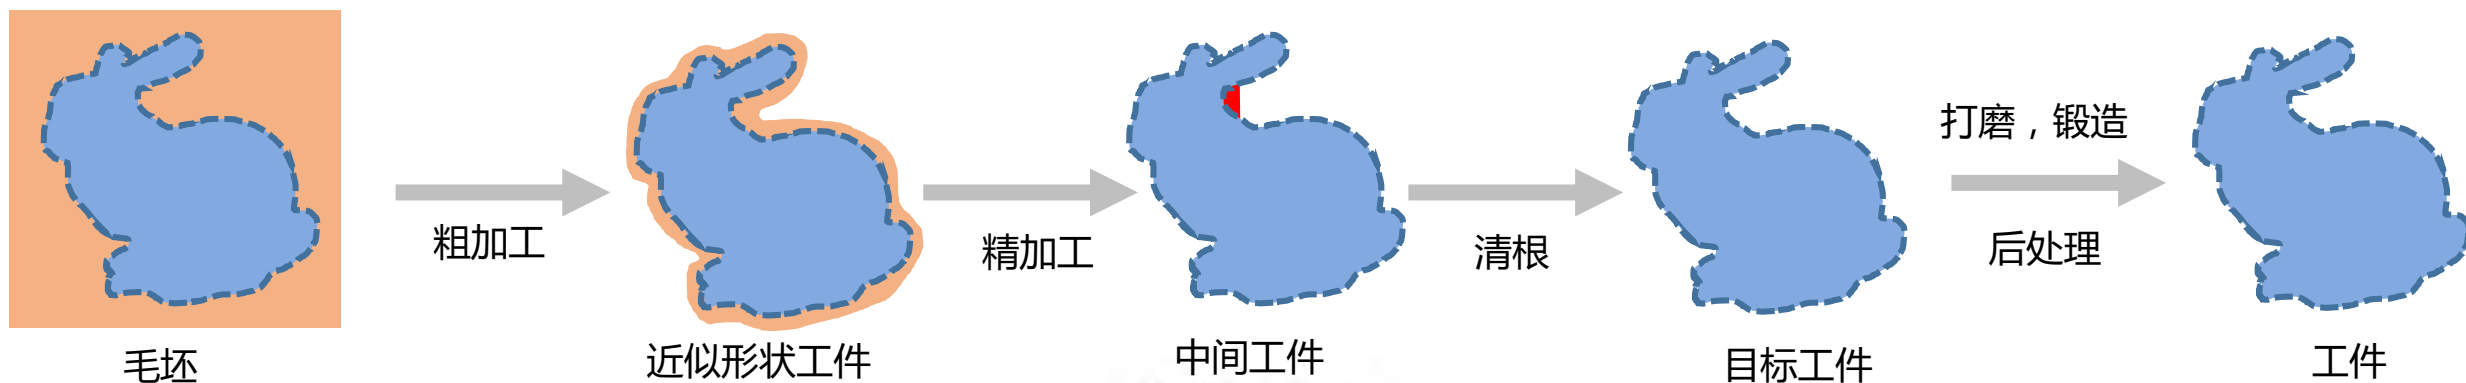 毛坯
粗加工
近似形状工件
精加工
中间工件
清根
目标工件
打磨，锻造
后处理
工件